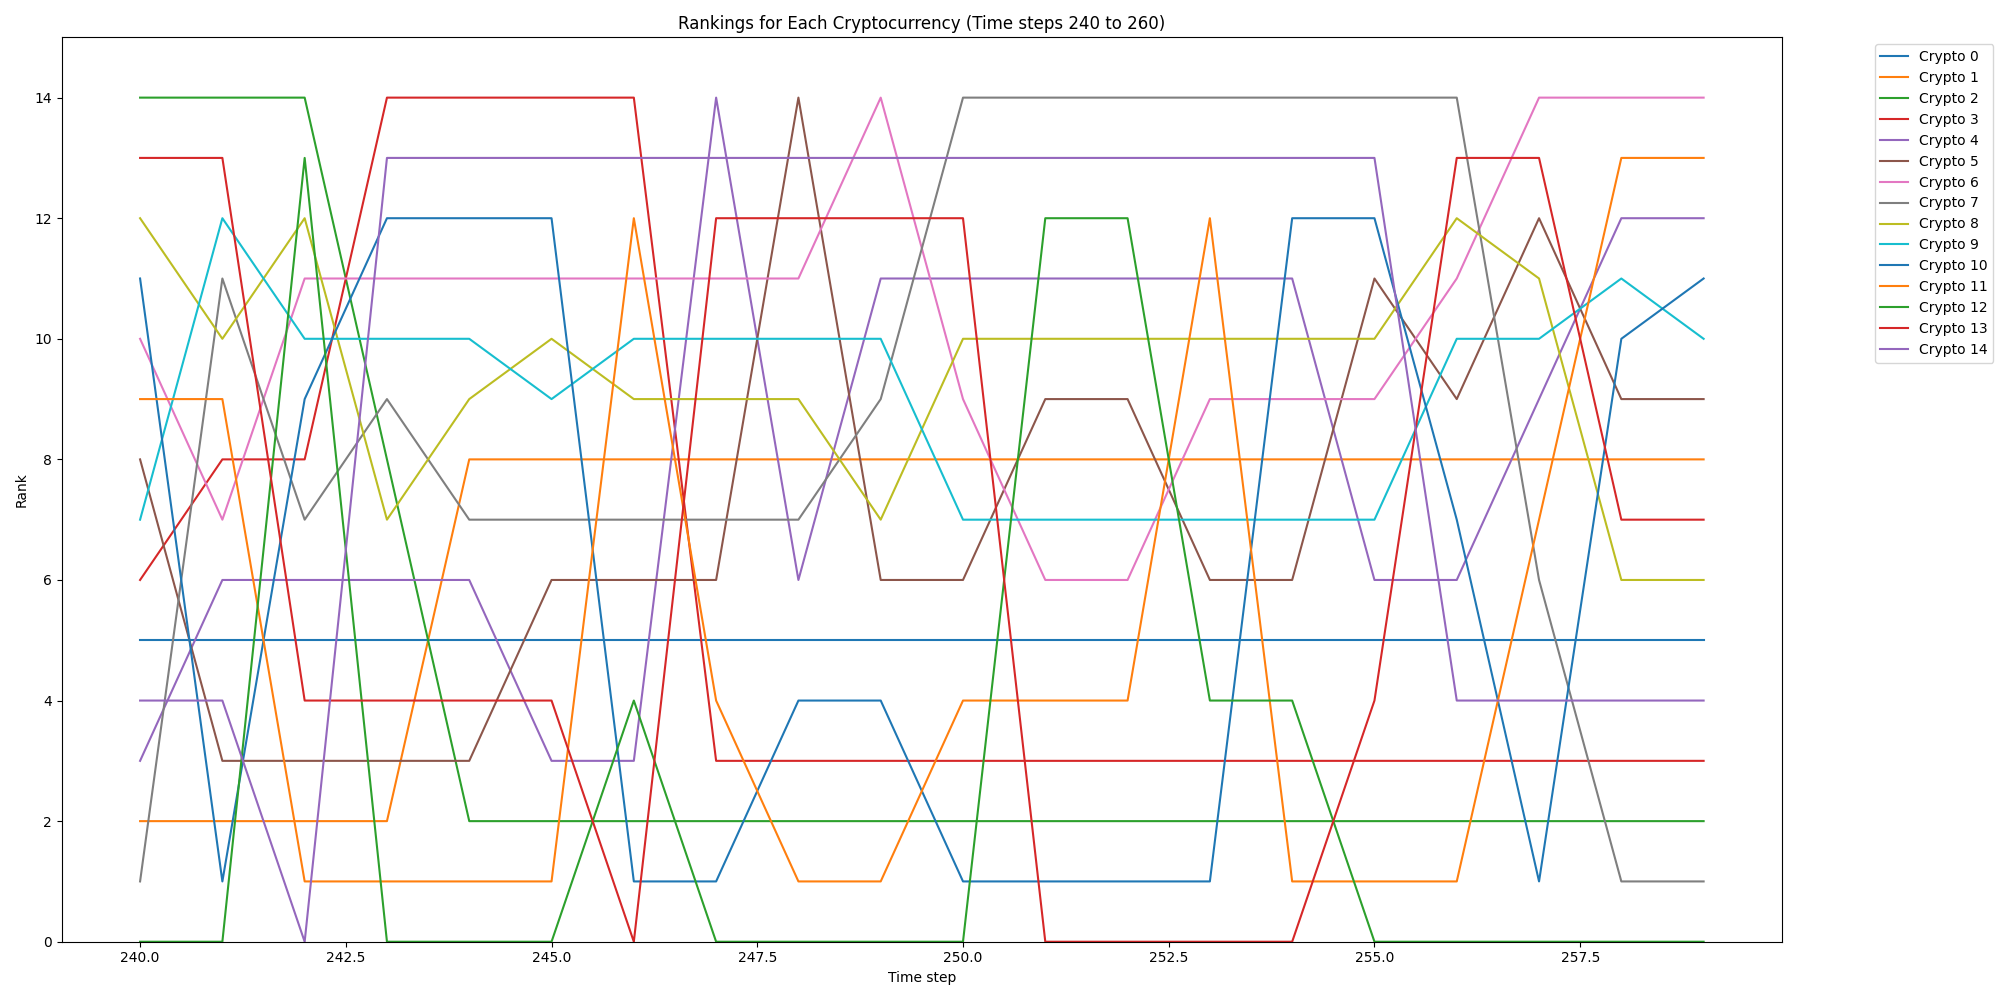 Rankings for Each Cryptocurrency (Time steps 240 to 260)
Rank
14
12
10
8
6
4
2
0
240.0 242.5 245.0 247.5 250.0 252.5 255.0 257.5
Time step
Crypto 0
Crypto 1
Crypto 2
Crypto 3
Crypto 4
Crypto 5
Crypto 6
Crypto 7
Crypto 8
Crypto 9
Crypto 10
Crypto 11
Crypto 12
Crypto 13
Crypto 14